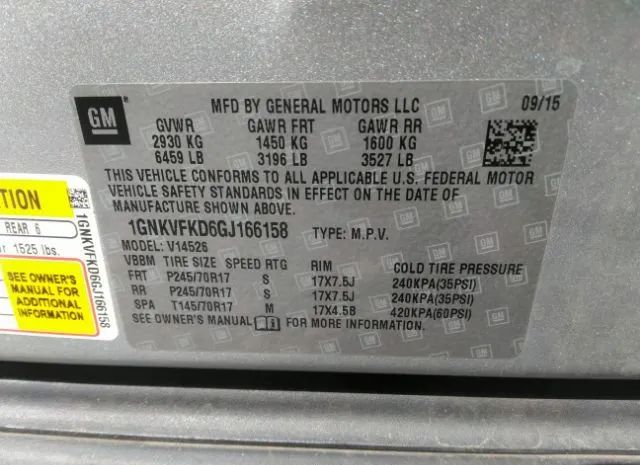 GM
MFD BY GENERAL MOTORS LLC 09/15
GVWR GAWR FRT GAWR RR
2930 KG 1450 KG 1600 KG
6459 LB 3196 LB 3527 LB
THIS VEHICLE CONFORMS TO ALL APPLICABLE U.S. FEDERAL MOTOR
VEHICLE SAFETY STANDARDS IN EFFECT ON THE DATE OF
MANUFACTURE SHOWN ABOVE.
1GNKVFKD6GJ166158 TYPE: M.P.V.
MODEL: V14526
VBBM TIRE SIZE SPEED RTG RIM COLD TIRE PRESSURE
FRT P245/70R17 S 17X7.5J 240KPA(35PSI)
RR P245/70R17 S 17X7.5J 240KPA(35PSI)
SPA T145/70R17 M 17X4.5B 420KPA(60PSI)
SEE OWNER'S MANUAL FOR MORE INFORMATION.
REAR 6
1525 lbs.
SEE OWNER'S
MANUAL FOR
ADDITIONAL
INFORMATION
1GNKVFKD6GJ166158